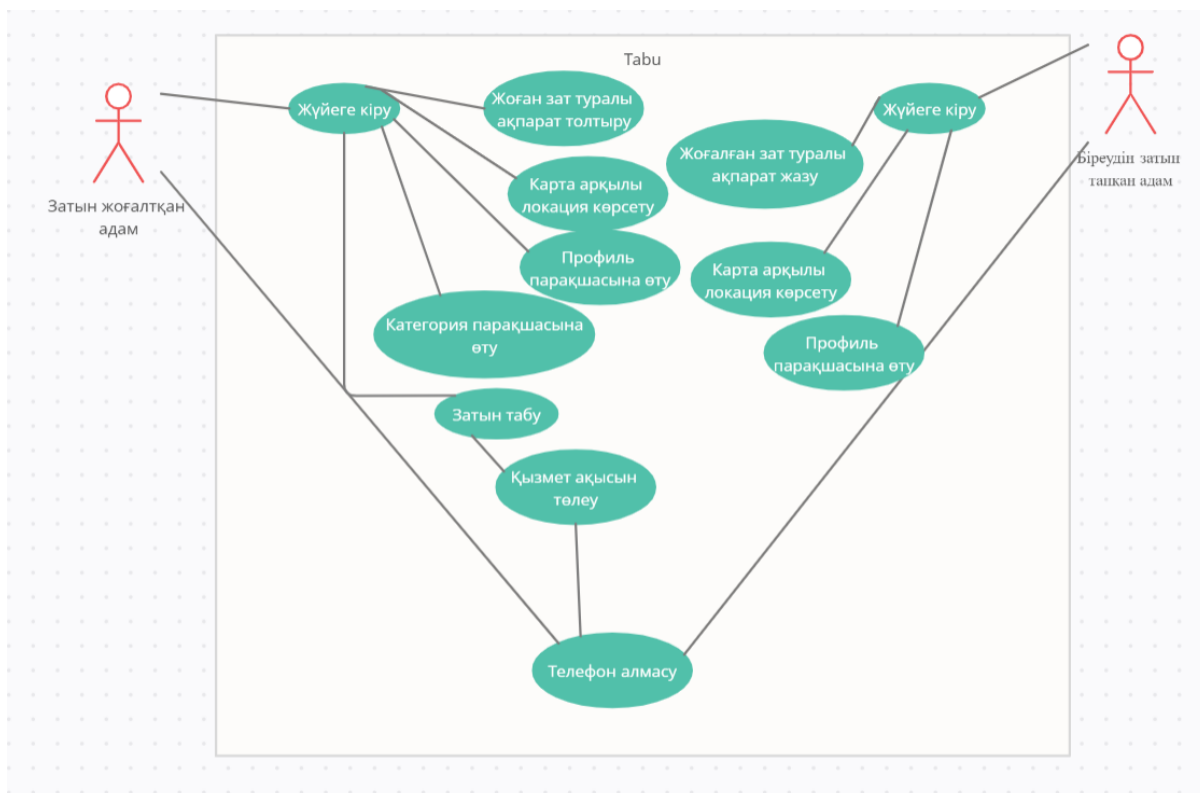 Tabu
Затын жоғалтқан
адам
Жүйеге кіру
Жоған зат туралы
ақпарат толтыру
Карта арқылы
локация көрсету
Профиль
парақшасына өту
Категория парақшасына
өту
Затын табу
Қызмет ақысын
төлеу
Телефон алмасу
Жүйеге кіру
Жоғалған зат туралы
ақпарат жазу
Карта арқылы
локация көрсету
Профиль
парақшасына өту
Біреудін затын
тапкан адам